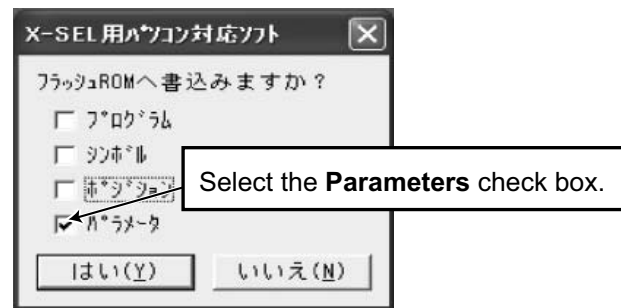 X-SEL用ﾊﾟｿｺﾝ対応ｿﾌﾄ
ﾌﾗｯｼｭROMへ書込みますか？
ﾌﾟﾛｸﾞﾗﾑ
ｼﾝﾎﾞﾙ
ﾎﾟｼﾞｼｮﾝ
Select the Parameters check box.
ﾊﾟﾗﾒｰﾀ
はい(Y) いいえ(N)